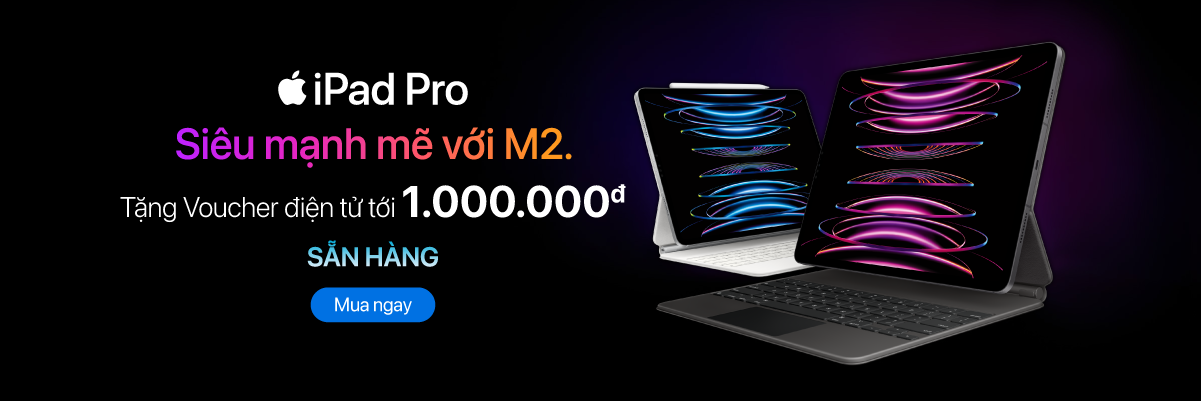 iPad Pro
Siêu mạnh mẽ với M2.
Tặng Voucher điện tử tới 1.000.000đ
SẴN HÀNG
Mua ngay